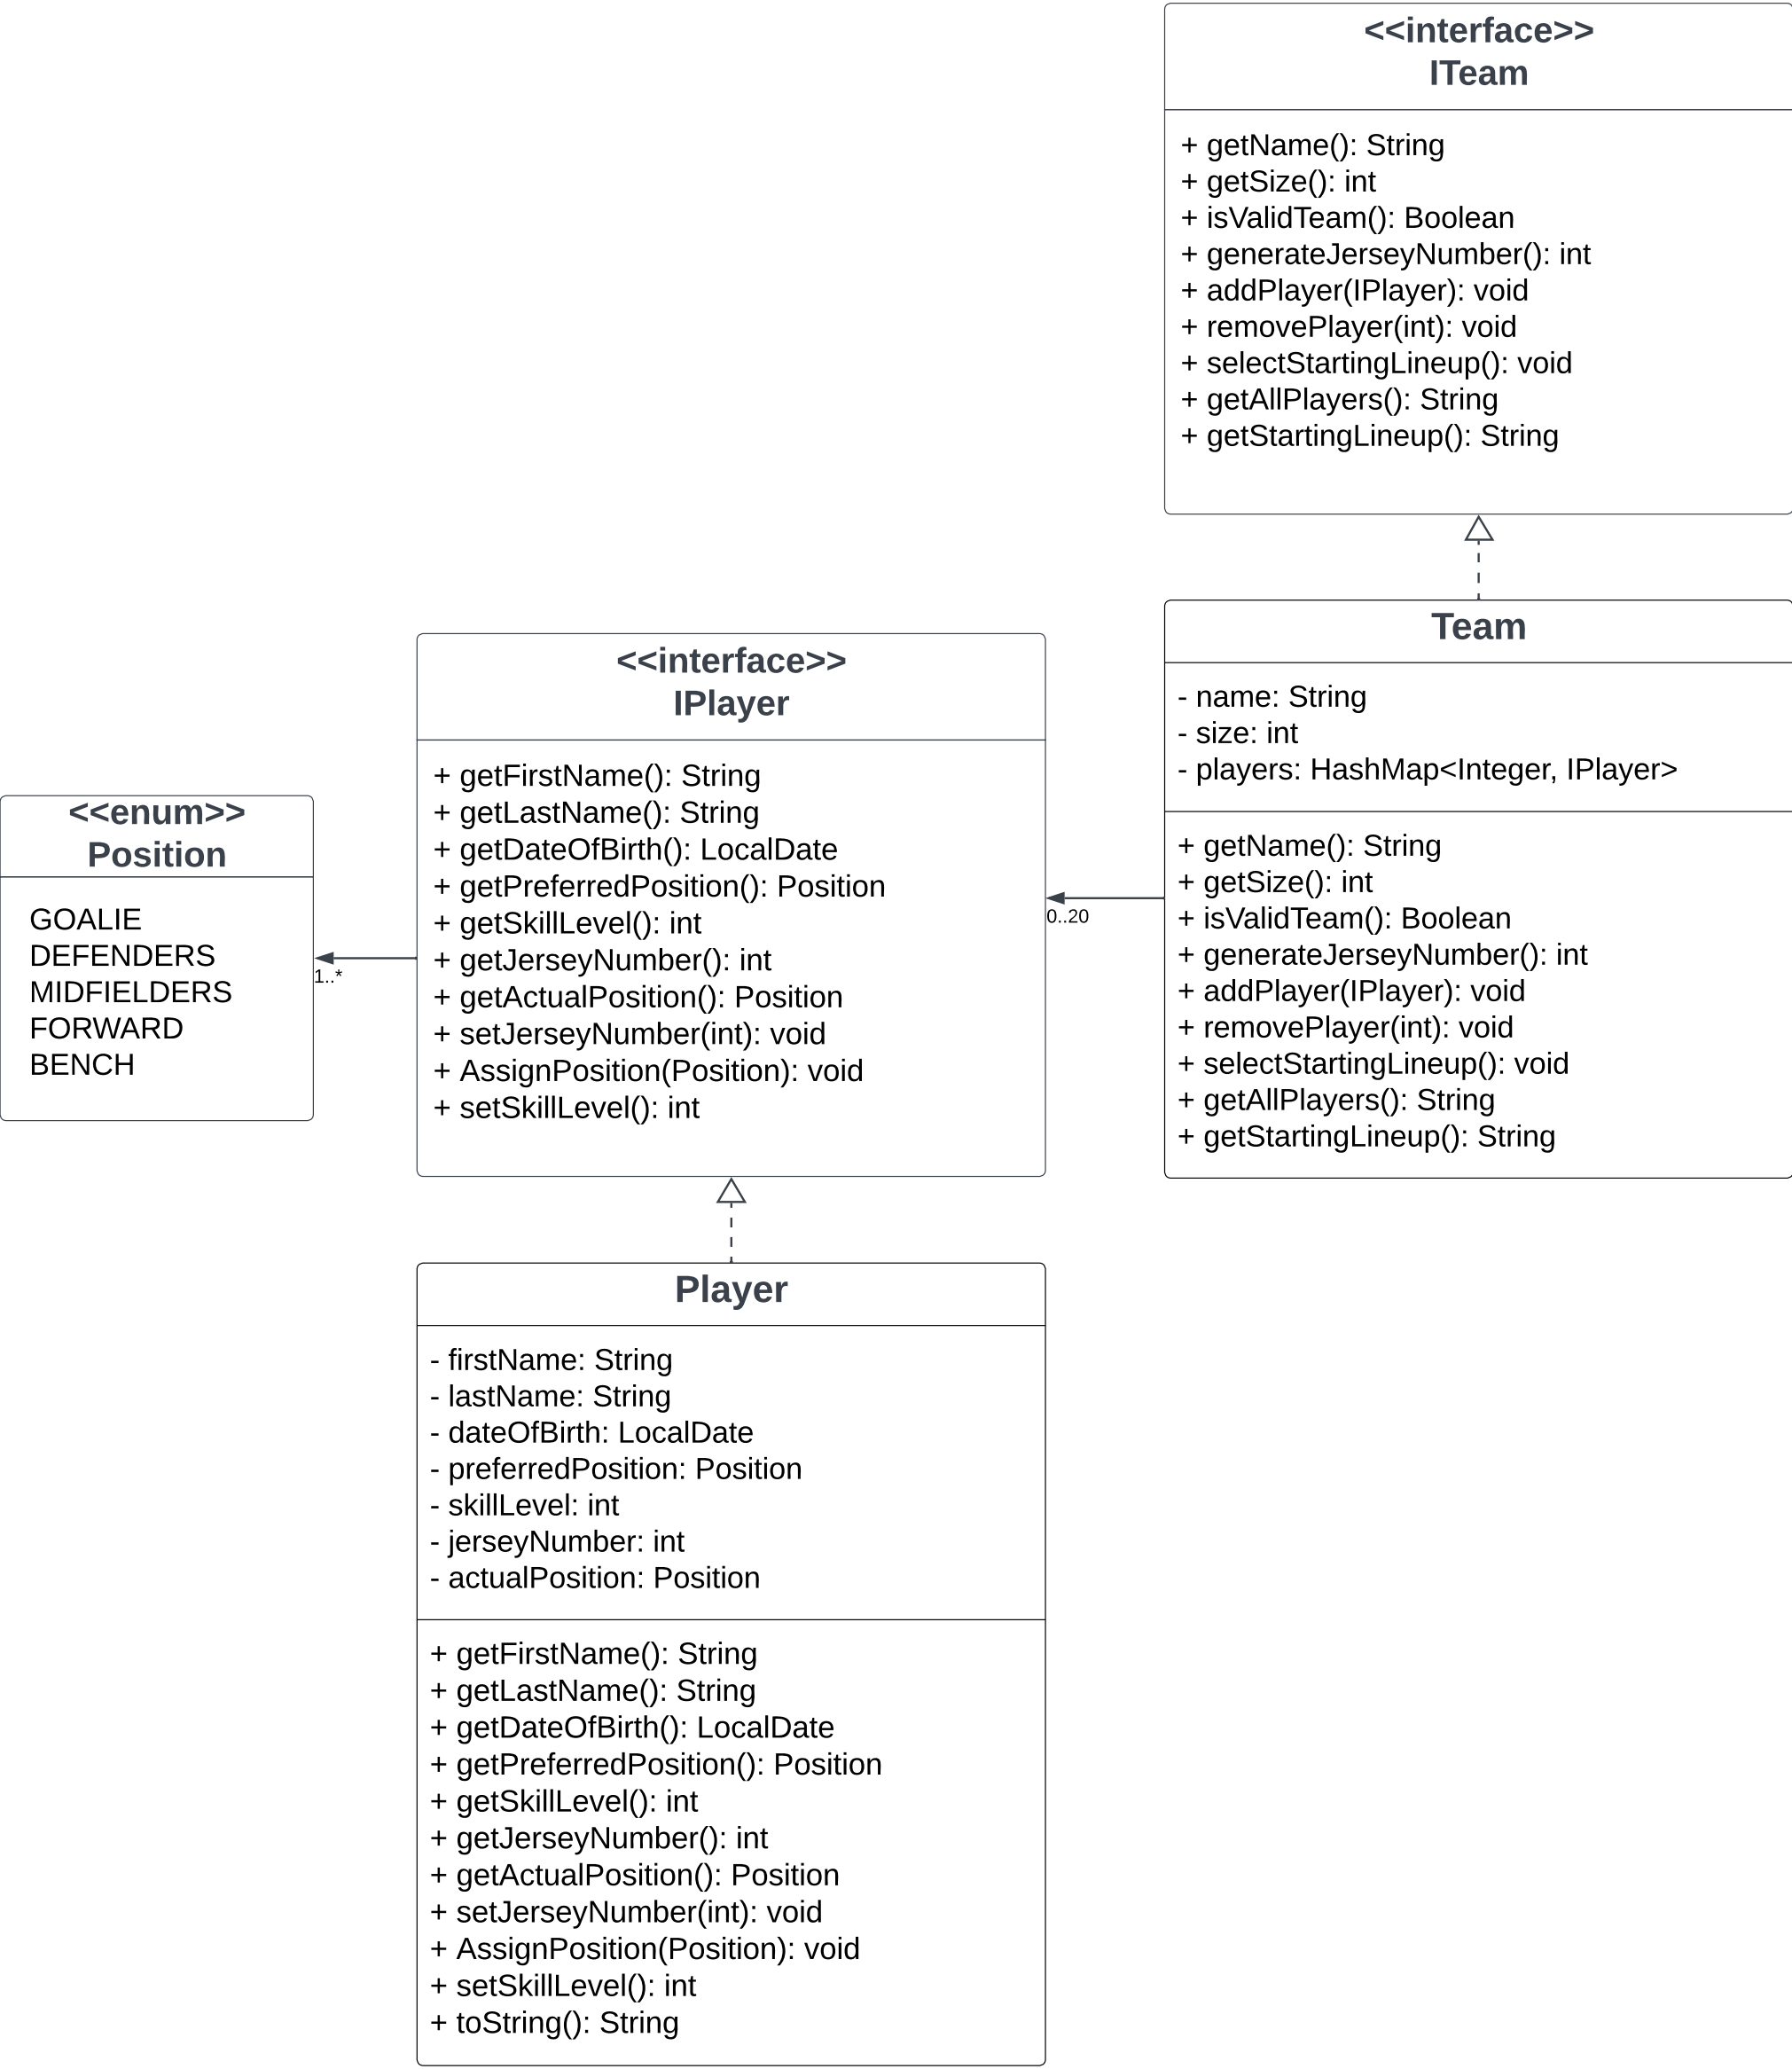 <<interface>>
ITeam
+ getName(): String
+ getSize(): int
+ isValidTeam(): Boolean
+ generateJerseyNumber(): int
+ addPlayer(IPlayer): void
+ removePlayer(int): void
+ selectStartingLineup(): void
+ getAllPlayers(): String
+ getStartingLineup(): String
Team
- name: String
- size: int
- players: HashMap<Integer, IPlayer>
+ getName(): String
+ getSize(): int
+ isValidTeam(): Boolean
+ generateJerseyNumber(): int
+ addPlayer(IPlayer): void
+ removePlayer(int): void
+ selectStartingLineup(): void
+ getAllPlayers(): String
+ getStartingLineup(): String
0..20
<<interface>>
IPlayer
+ getFirstName(): String
+ getLastName(): String
+ getDateOfBirth(): LocalDate
+ getPreferredPosition(): Position
+ getSkillLevel(): int
+ getJerseyNumber(): int
+ getActualPosition(): Position
+ setJerseyNumber(int): void
+ AssignPosition(Position): void
+ setSkillLevel(): int
1..*
<<enum>>
Position
GOALIE
DEFENDERS
MIDFIELDERS
FORWARD
BENCH
Player
- firstName: String
- lastName: String
- dateOfBirth: LocalDate
- preferredPosition: Position
- skillLevel: int
- jerseyNumber: int
- actualPosition: Position
+ getFirstName(): String
+ getLastName(): String
+ getDateOfBirth(): LocalDate
+ getPreferredPosition(): Position
+ getSkillLevel(): int
+ getJerseyNumber(): int
+ getActualPosition(): Position
+ setJerseyNumber(int): void
+ AssignPosition(Position): void
+ setSkillLevel(): int
+ toString(): String